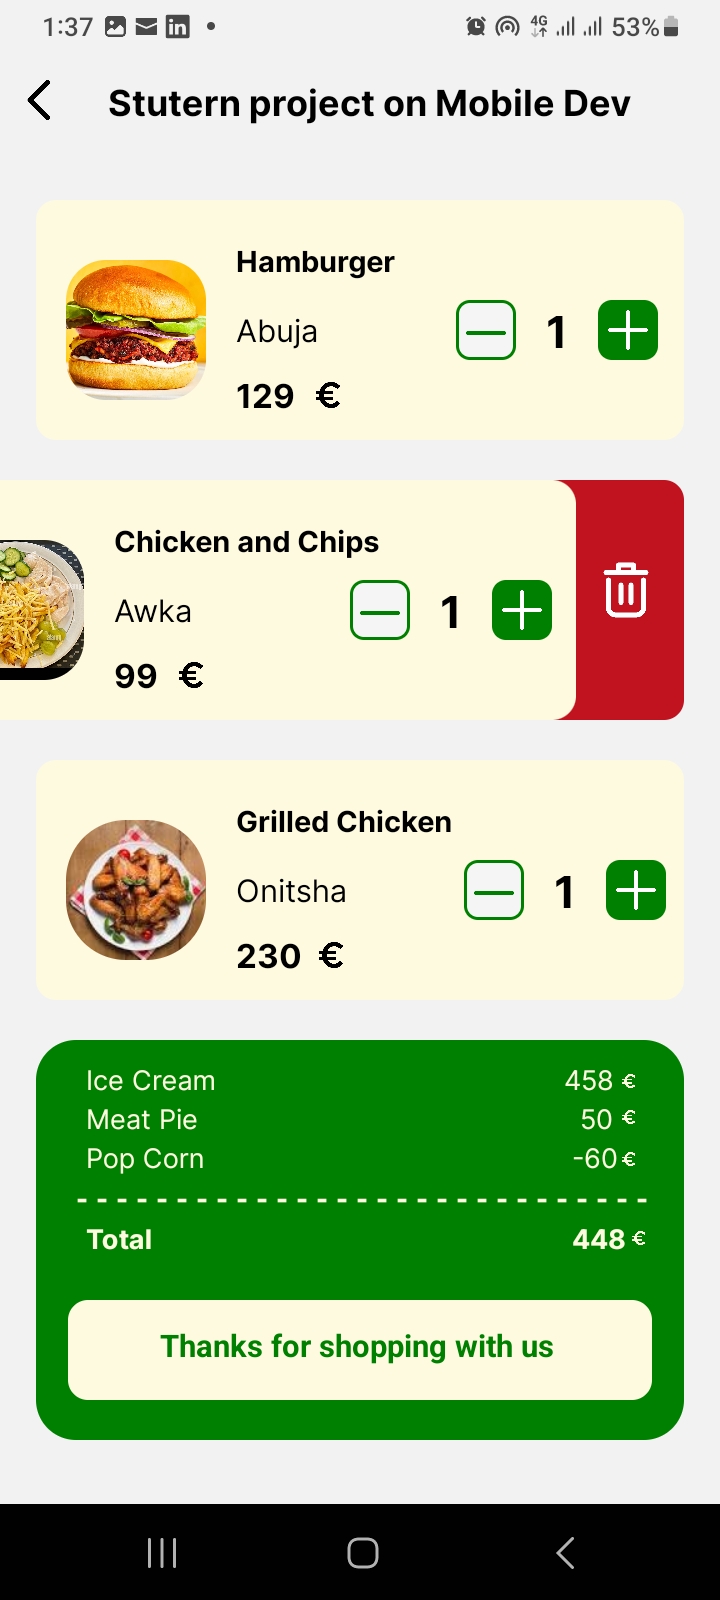 1:37 4G 53%
Stutern project on Mobile Dev
Hamburger
Abuja 1
129 €
Chicken and Chips
Awka 1
99 €
Grilled Chicken
Onitsha 1
230 €
Ice Cream 458 €
Meat Pie 50 €
Pop Corn -60 €
Total 448 €
Thanks for shopping with us